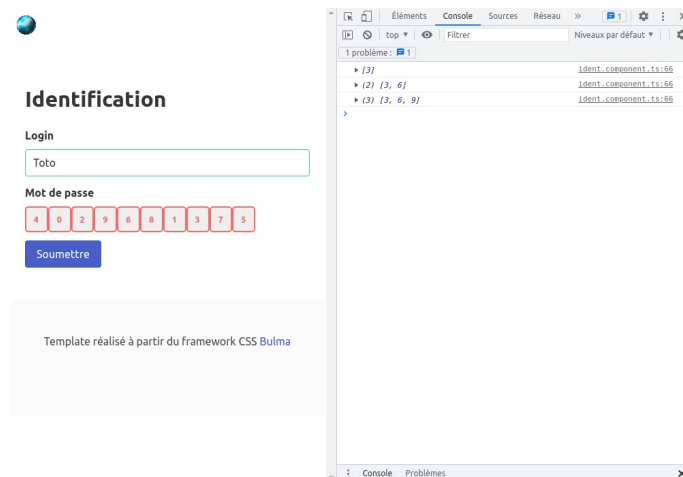 Éléments Console Sources Réseau » 1
top ▼ Filtrer Niveaux par défaut ▼
1 problème : 1
▸ [3] ident.component.ts:66
▸ (2) [3, 6] ident.component.ts:66
▸ (3) [3, 6, 9] ident.component.ts:66
>
Identification
Login
Toto
Mot de passe
4 0 2 9 6 8 1 3 7 5
Soumettre
Template réalisé à partir du framework CSS Bulma
Console Problèmes